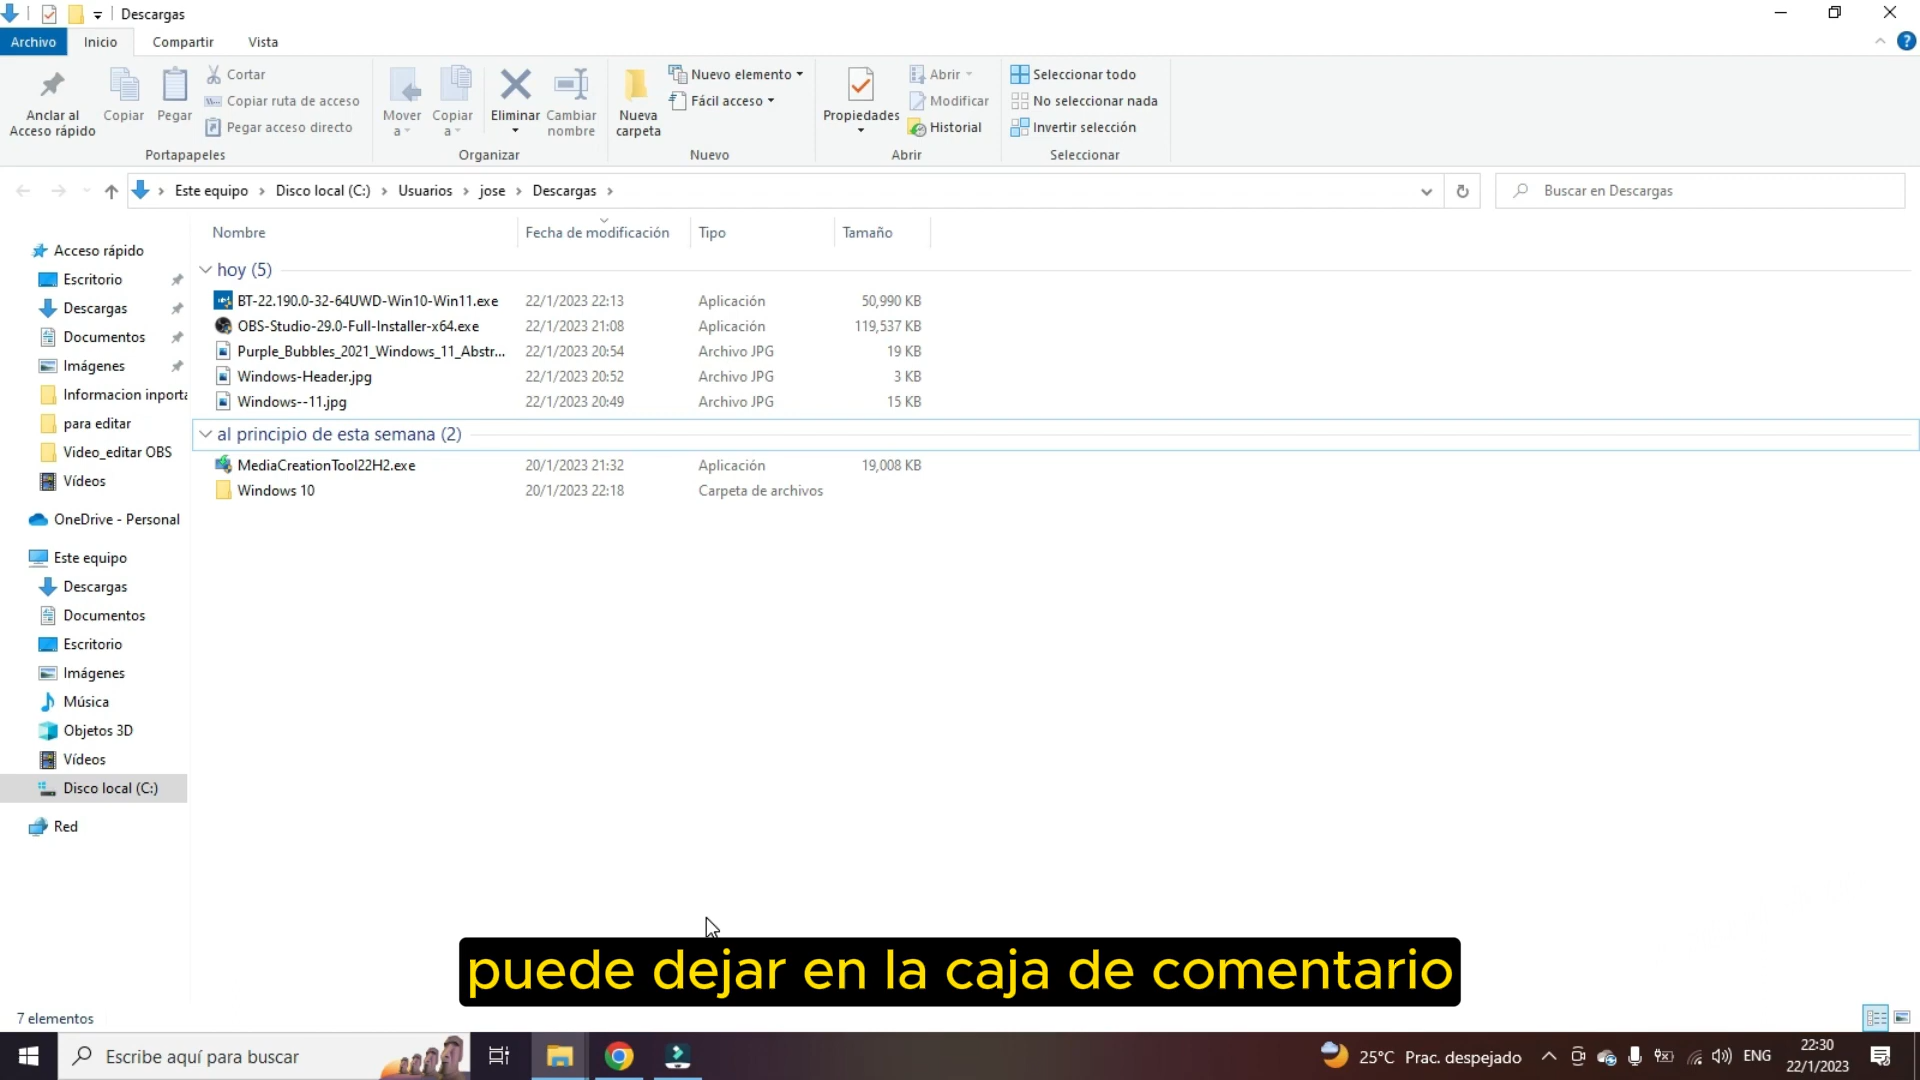 Descargas
Archivo Inicio Compartir Vista
Anclar al Acceso rápido
Copiar
Pegar
Cortar
Copiar ruta de acceso
Pegar acceso directo
Portapapeles
Mover a
Copiar a
Eliminar
Cambiar nombre
Organizar
Nueva carpeta
Nuevo elemento
Fácil acceso
Nuevo
Propiedades
Abrir
Modificar
Historial
Abrir
Seleccionar todo
No seleccionar nada
Invertir selección
Seleccionar
Este equipo > Disco local (C:) > Usuarios > jose > Descargas >
Buscar en Descargas
Acceso rápido
Escritorio
Descargas
Documentos
Imágenes
Informacion inporta
para editar
Video_editar OBS
Vídeos
OneDrive - Personal
Este equipo
Descargas
Documentos
Escritorio
Imágenes
Música
Objetos 3D
Vídeos
Disco local (C:)
Red
Nombre Fecha de modificación Tipo Tamaño
hoy (5)
BT-22.190.0-32-64UWD-Win10-Win11.exe 22/1/2023 22:13 Aplicación 50,990 KB
OBS-Studio-29.0-Full-Installer-x64.exe 22/1/2023 21:08 Aplicación 119,537 KB
Purple_Bubbles_2021_Windows_11_Abstr... 22/1/2023 20:54 Archivo JPG 19 KB
Windows-Header.jpg 22/1/2023 20:52 Archivo JPG 3 KB
Windows--11.jpg 22/1/2023 20:49 Archivo JPG 15 KB
al principio de esta semana (2)
MediaCreationTool22H2.exe 20/1/2023 21:32 Aplicación 19,008 KB
Windows 10 20/1/2023 22:18 Carpeta de archivos
puede dejar en la caja de comentario
7 elementos
Escribe aquí para buscar
25°C Prac. despejado
ENG
22:30
22/1/2023